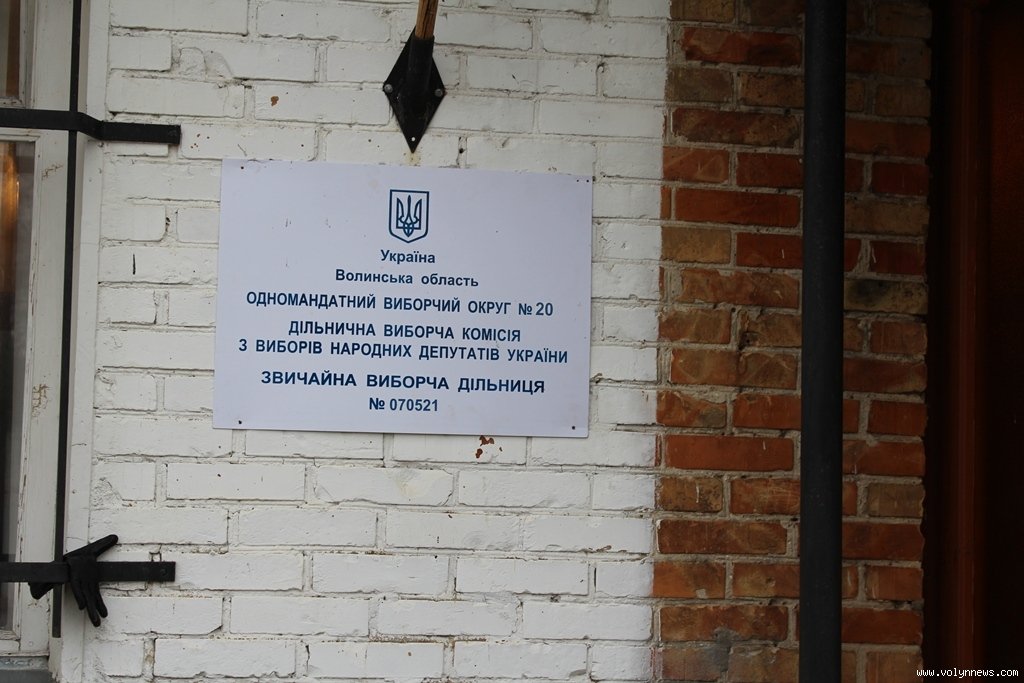 Україна
Волинська область
ОДНОМАНДАТНИЙ ВИБОРЧИЙ ОКРУГ № 20
ДІЛЬНИЧНА ВИБОРЧА КОМІСІЯ
З ВИБОРІВ НАРОДНИХ ДЕПУТАТІВ УКРАЇНИ
ЗВИЧАЙНА ВИБОРЧА ДІЛЬНИЦЯ
№ 070521
www.volynnews.com